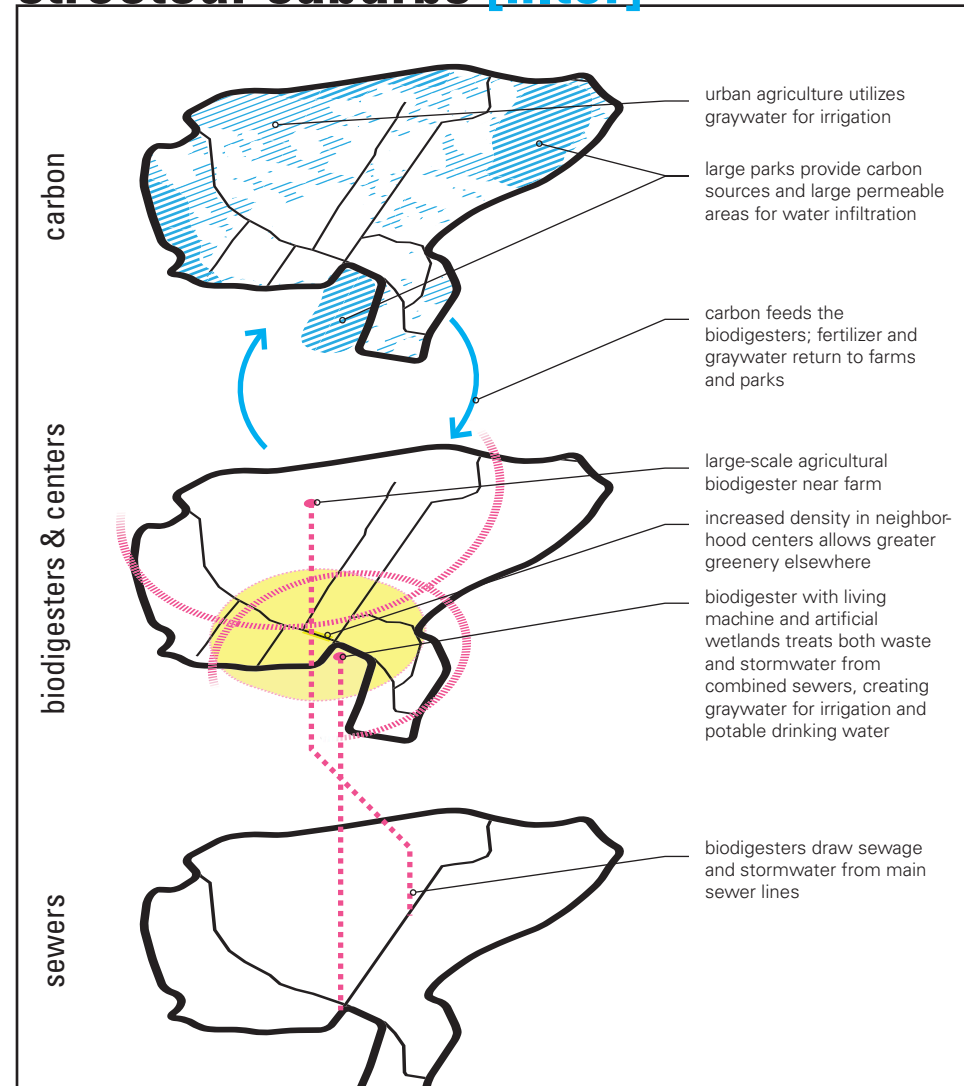 streetcar suburbs [inter]
carbon
urban agriculture utilizes
graywater for irrigation
large parks provide carbon
sources and large permeable
areas for water infiltration
carbon feeds the
biodigesters; fertilizer and
graywater return to farms
and parks
biodigesters & centers
large-scale agricultural
biodigester near farm
increased density in neighbor-
hood centers allows greater
greenery elsewhere
biodigester with living
machine and artificial
wetlands treats both waste
and stormwater from
combined sewers, creating
graywater for irrigation and
potable drinking water
sewers
biodigesters draw sewage
and stormwater from main
sewer lines